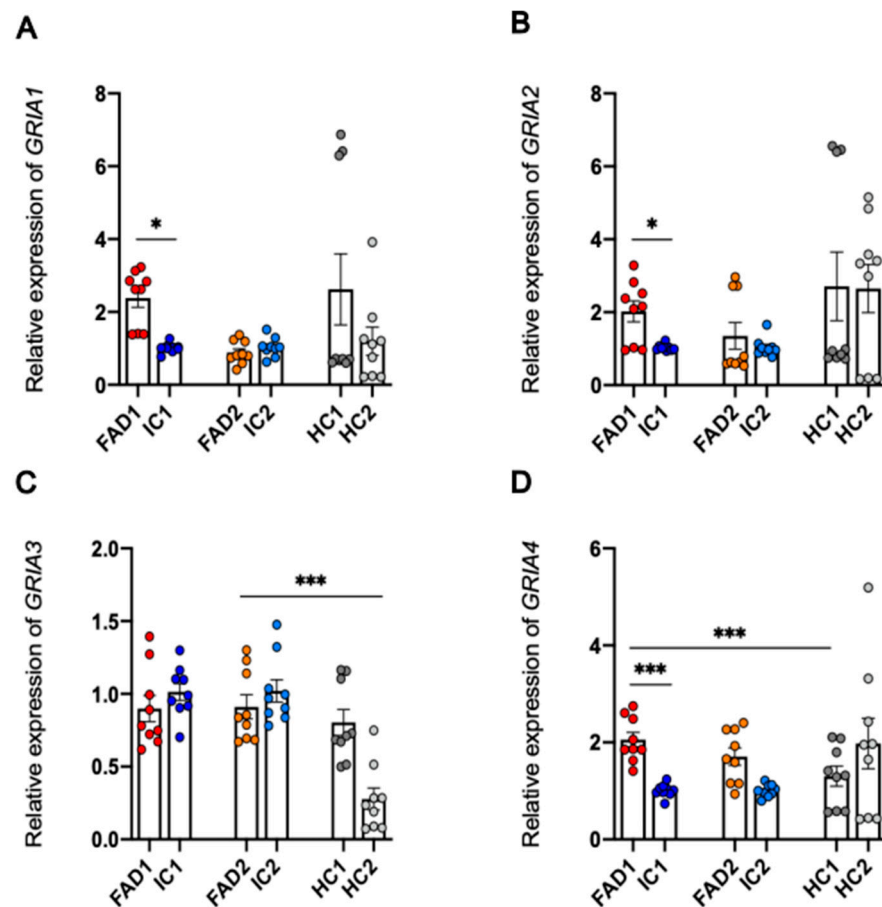 A
Relative expression of GRIA1
8
6
4
2
0
*
FAD1
IC1
FAD2
IC2
HC1
HC2
B
Relative expression of GRIA2
8
6
4
2
0
*
FAD1
IC1
FAD2
IC2
HC1
HC2
C
Relative expression of GRIA3
2.0
1.5
1.0
0.5
0.0
***
FAD1
IC1
FAD2
IC2
HC1
HC2
D
Relative expression of GRIA4
6
4
2
0
***
***
FAD1
IC1
FAD2
IC2
HC1
HC2